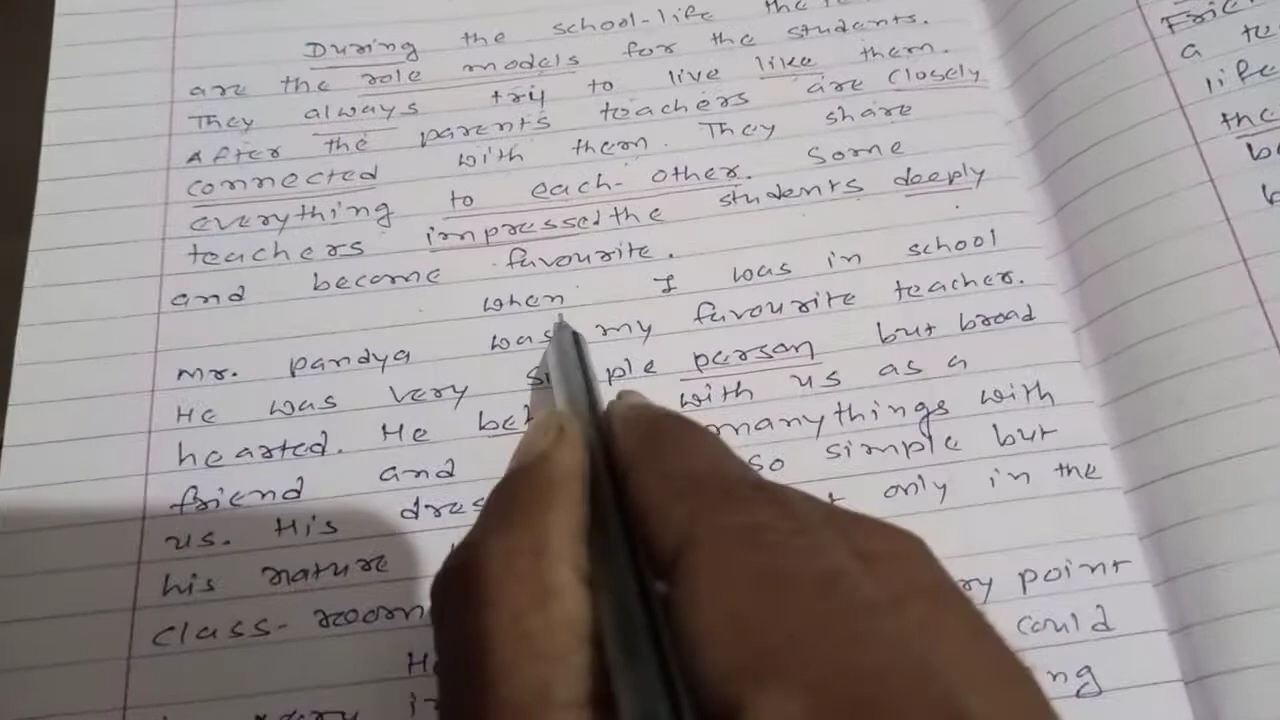 During the school-life the
are the role models for the students.
They always try to live like them.
After the parents teachers are closely
connected with them. They share
everything to each-other. Some
teachers impressed the students deeply
and become favourite.
when I was in school
Mr. pandya was my favourite teacher.
He was very simple person but broad
hearted. He with us as a
friend and many things with
us. His so simple but
his nature only in the
class-room point
could
Fri
a te
life
the